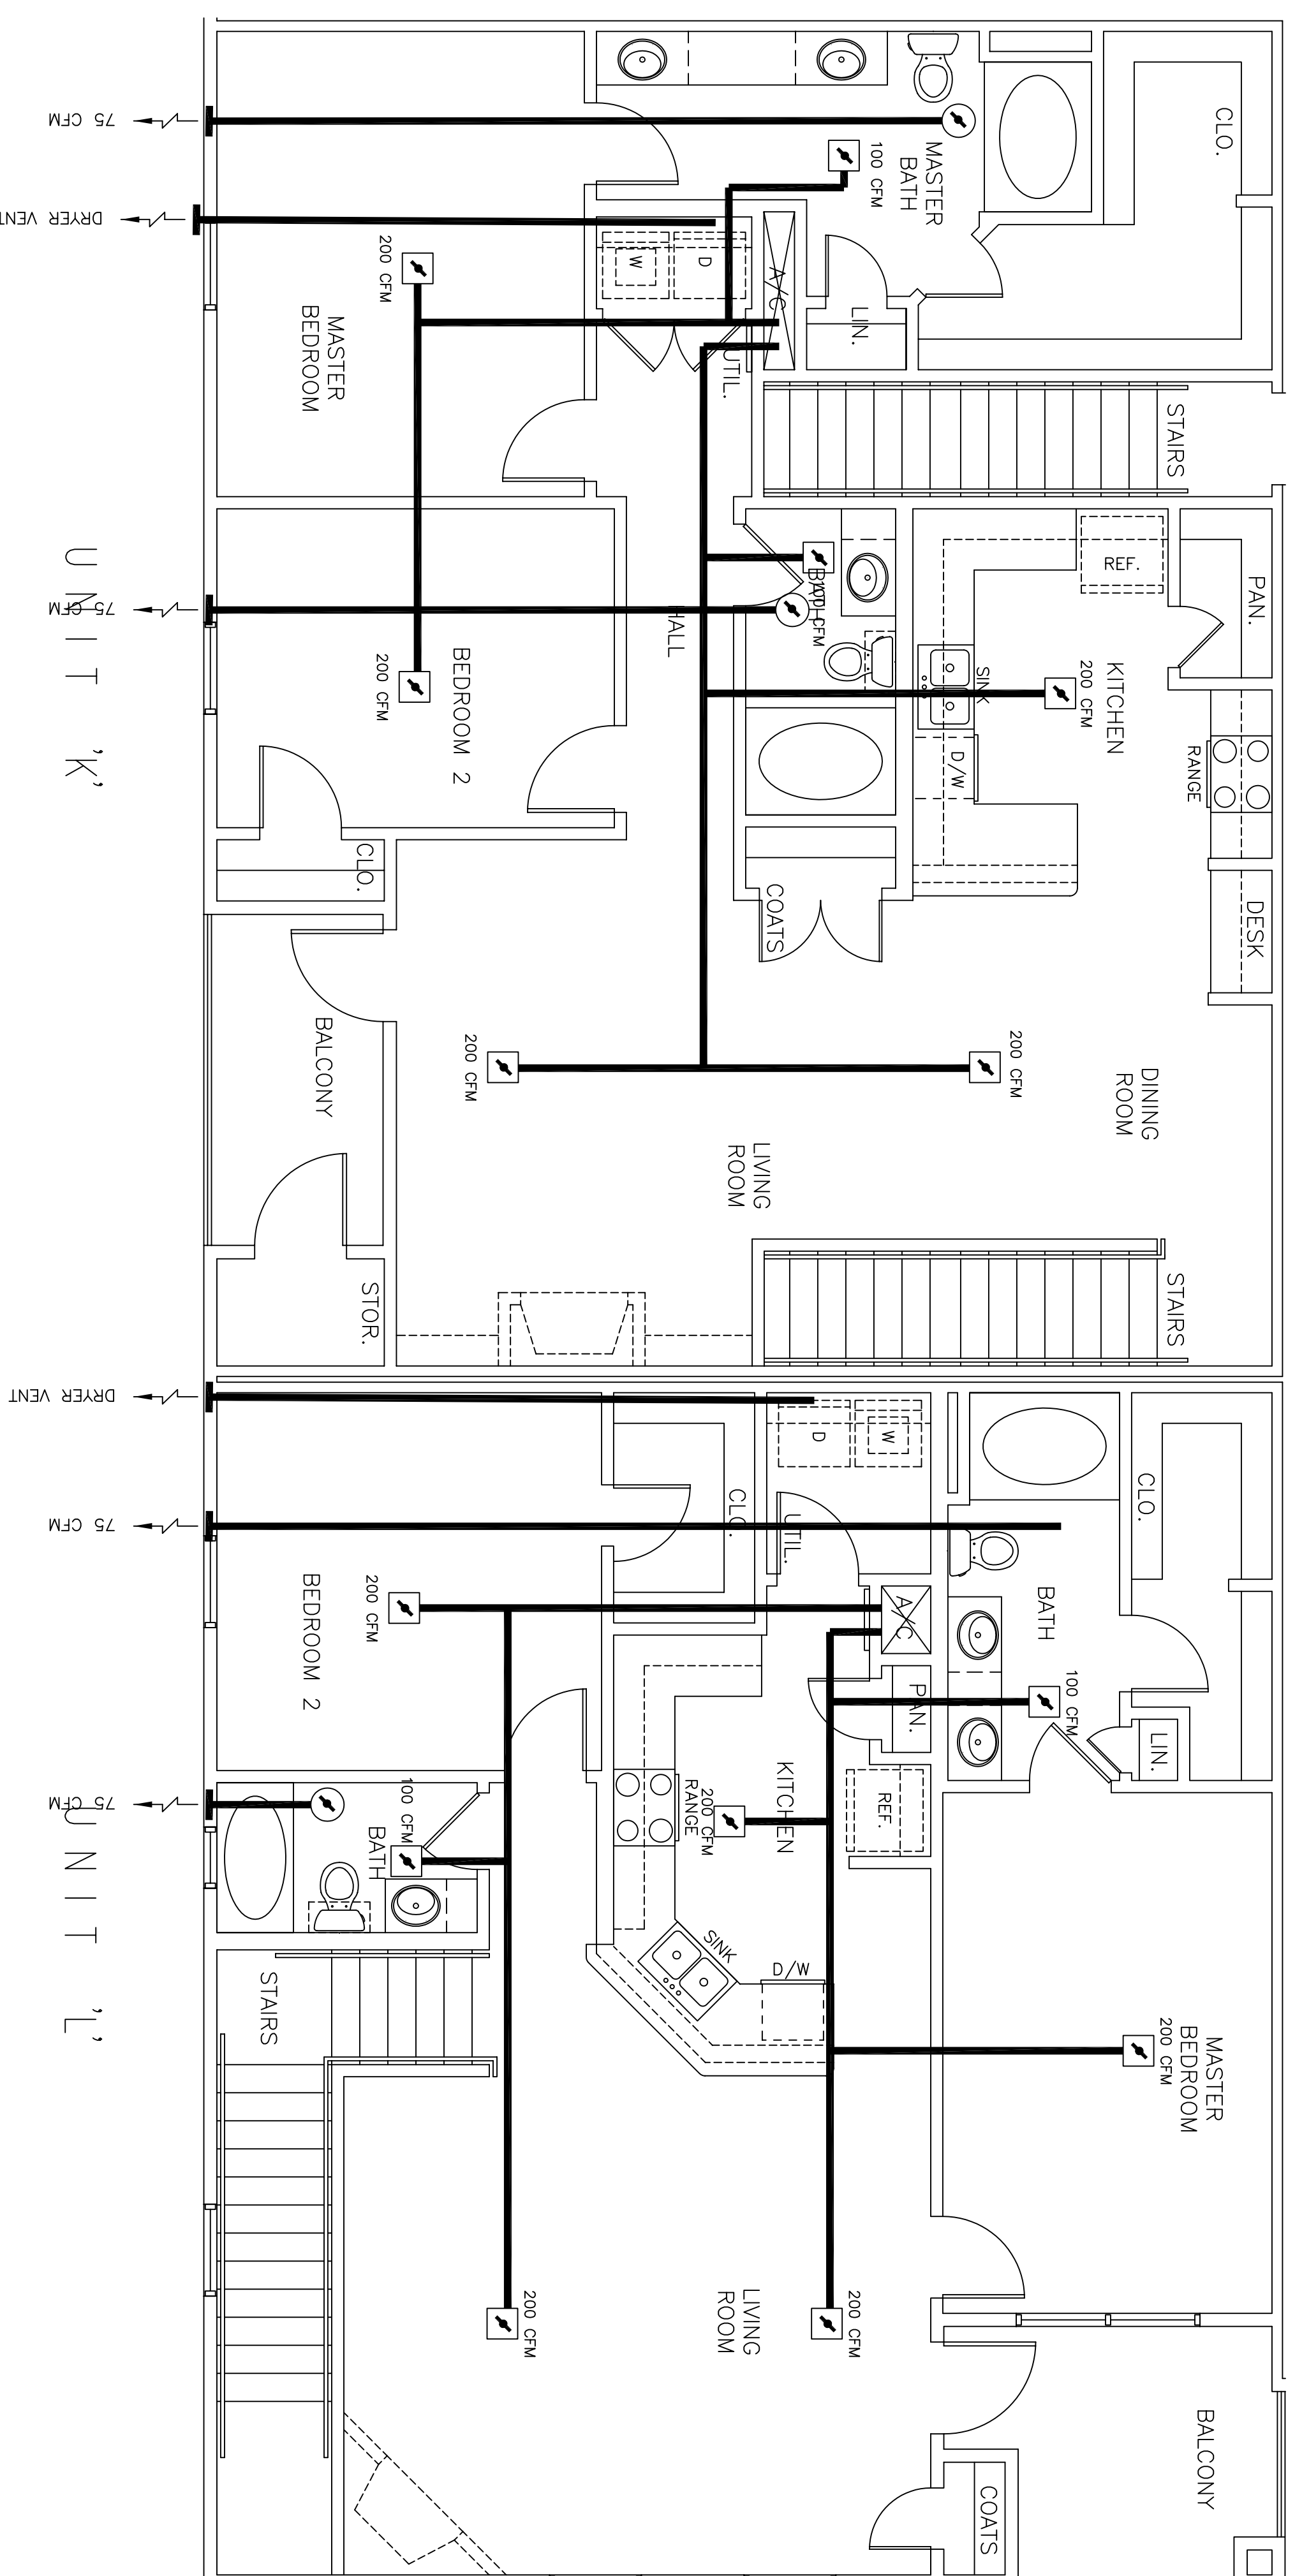 CLO.
MASTER
BATH
100 CFM
75 CFM
DRYER VENT
A/C
LIN.
W
D
UTIL.
200 CFM
MASTER
BEDROOM
STAIRS
PAN.
REF.
KITCHEN
200 CFM
RANGE
DESK
SINK
D/W
BATH
100 CFM
HALL
COATS
75 CFM
BEDROOM 2
200 CFM
CLO.
BALCONY
STOR.
200 CFM
200 CFM
DINING
ROOM
LIVING
ROOM
STAIRS
UNIT 'K'
DRYER VENT
75 CFM
CLO.
D
W
CLO.
UTIL.
BATH
A/C
100 CFM
PAN.
LIN.
BEDROOM 2
200 CFM
KITCHEN
200 CFM
RANGE
REF.
75 CFM
100 CFM
BATH
SINK
D/W
STAIRS
MASTER
BEDROOM
200 CFM
200 CFM
200 CFM
LIVING
ROOM
BALCONY
COATS
UNIT 'L'